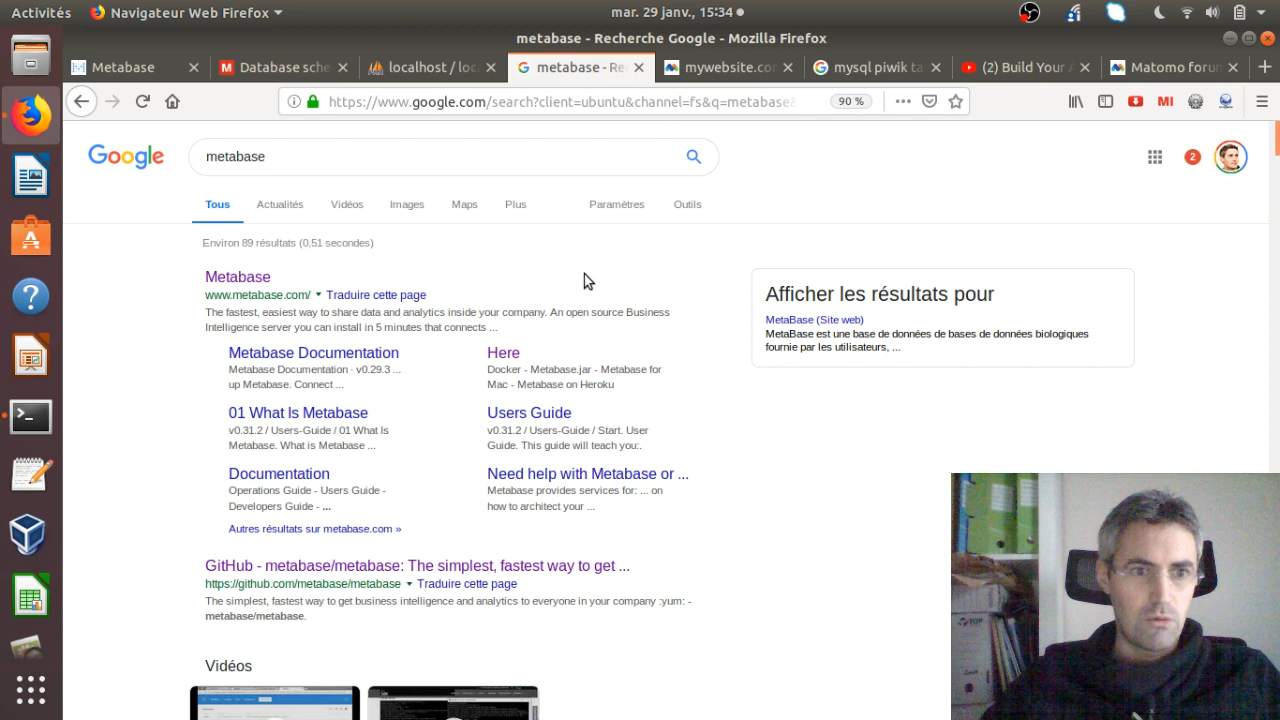 Activités
Navigateur Web Firefox
mar. 29 janv., 15:34
metabase - Recherche Google - Mozilla Firefox
Metabase
Database sche
localhost / loc
metabase - Re
mywebsite.co
mysql piwik ta
(2) Build Your A
Matomo forun
https://www.google.com/search?client=ubuntu&channel=fs&q=metabase&
90 %
MI
Google
metabase
2
Tous
Actualités
Vidéos
Images
Maps
Plus
Paramètres
Outils
Environ 89 résultats (0,51 secondes)
Metabase
www.metabase.com/
Traduire cette page
The fastest, easiest way to share data and analytics inside your company. An open source Business
Intelligence server you can install in 5 minutes that connects ...
Metabase Documentation
Metabase Documentation · v0.29.3 ...
up Metabase. Connect ...
Here
Docker - Metabase.jar - Metabase for
Mac - Metabase on Heroku
01 What Is Metabase
v0.31.2 / Users-Guide / 01 What Is
Metabase. What is Metabase ...
Users Guide
v0.31.2 / Users-Guide / Start. User
Guide. This guide will teach you:.
Documentation
Operations Guide - Users Guide -
Developers Guide - ...
Need help with Metabase or ...
Metabase provides services for: ... on
how to architect your ...
Autres résultats sur metabase.com »
GitHub - metabase/metabase: The simplest, fastest way to get ...
https://github.com/metabase/metabase
Traduire cette page
The simplest, fastest way to get business intelligence and analytics to everyone in your company :yum: -
metabase/metabase.
Vidéos
Afficher les résultats pour
MetaBase (Site web)
MetaBase est une base de données de bases de données biologiques
fournie par les utilisateurs, ...